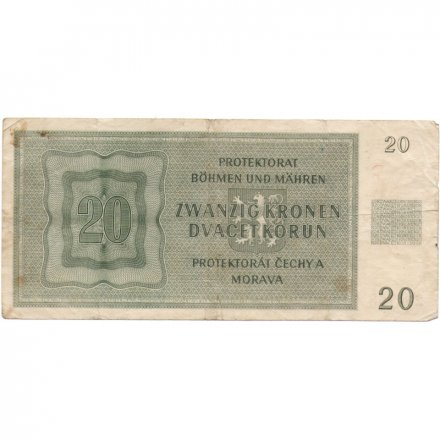 20
PROTEKTORAT
BÖHMEN UND MÄHREN
ZWANZIG KRONEN
DVACET KORUN
PROTEKTORÁT ČECHY A
MORAVA
20
20